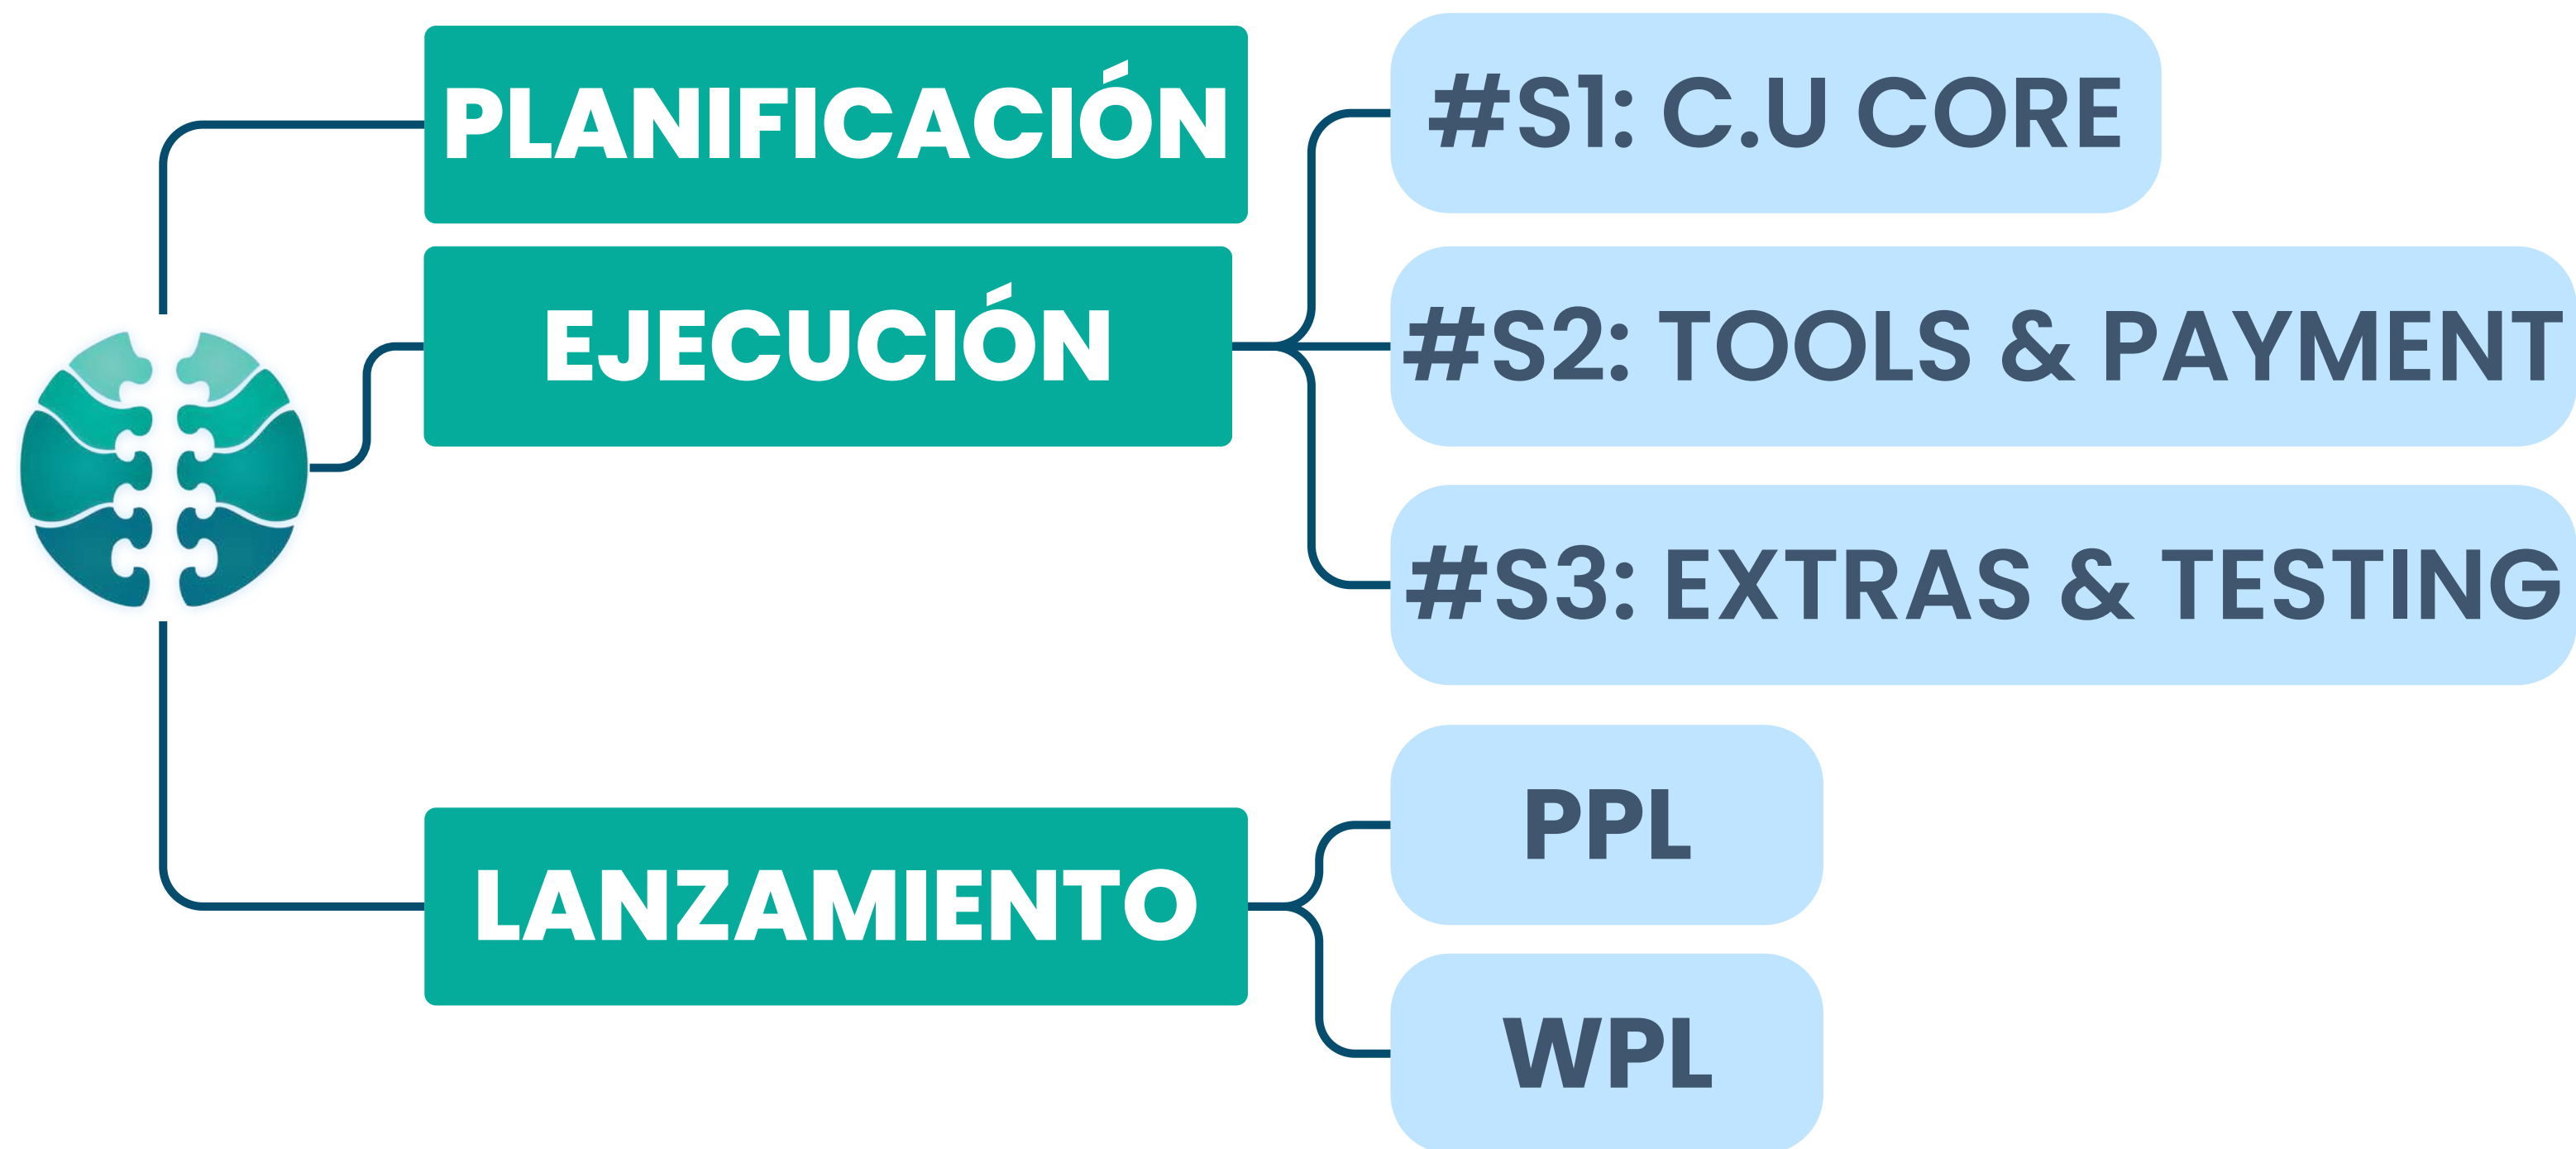 PLANIFICACIÓN
#S1: C.U CORE
EJECUCIÓN
#S2: TOOLS & PAYMENT
#S3: EXTRAS & TESTING
LANZAMIENTO
PPL
WPL